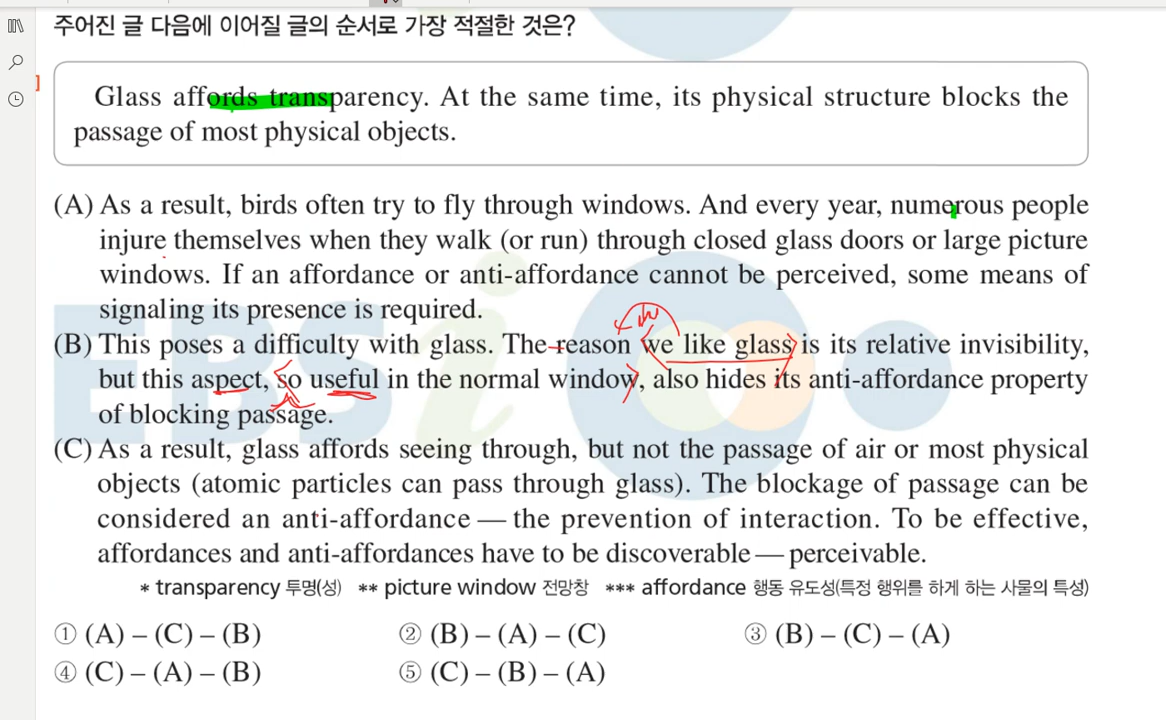 주어진 글 다음에 이어질 글의 순서로 가장 적절한 것은?
Glass affords transparency. At the same time, its physical structure blocks the
passage of most physical objects.
(A) As a result, birds often try to fly through windows. And every year, numerous people
injure themselves when they walk (or run) through closed glass doors or large picture
windows. If an affordance or anti-affordance cannot be perceived, some means of
signaling its presence is required.
(B) This poses a difficulty with glass. The reason we like glass is its relative invisibility,
but this aspect, so useful in the normal window, also hides its anti-affordance property
of blocking passage.
(C) As a result, glass affords seeing through, but not the passage of air or most physical
objects (atomic particles can pass through glass). The blockage of passage can be
considered an anti-affordance — the prevention of interaction. To be effective,
affordances and anti-affordances have to be discoverable — perceivable.
* transparency 투명(성) ** picture window 전망창 *** affordance 행동 유도성(특정 행위를 하게 하는 사물의 특성)
① (A) – (C) – (B) ② (B) – (A) – (C) ③ (B) – (C) – (A)
④ (C) – (A) – (B) ⑤ (C) – (B) – (A)